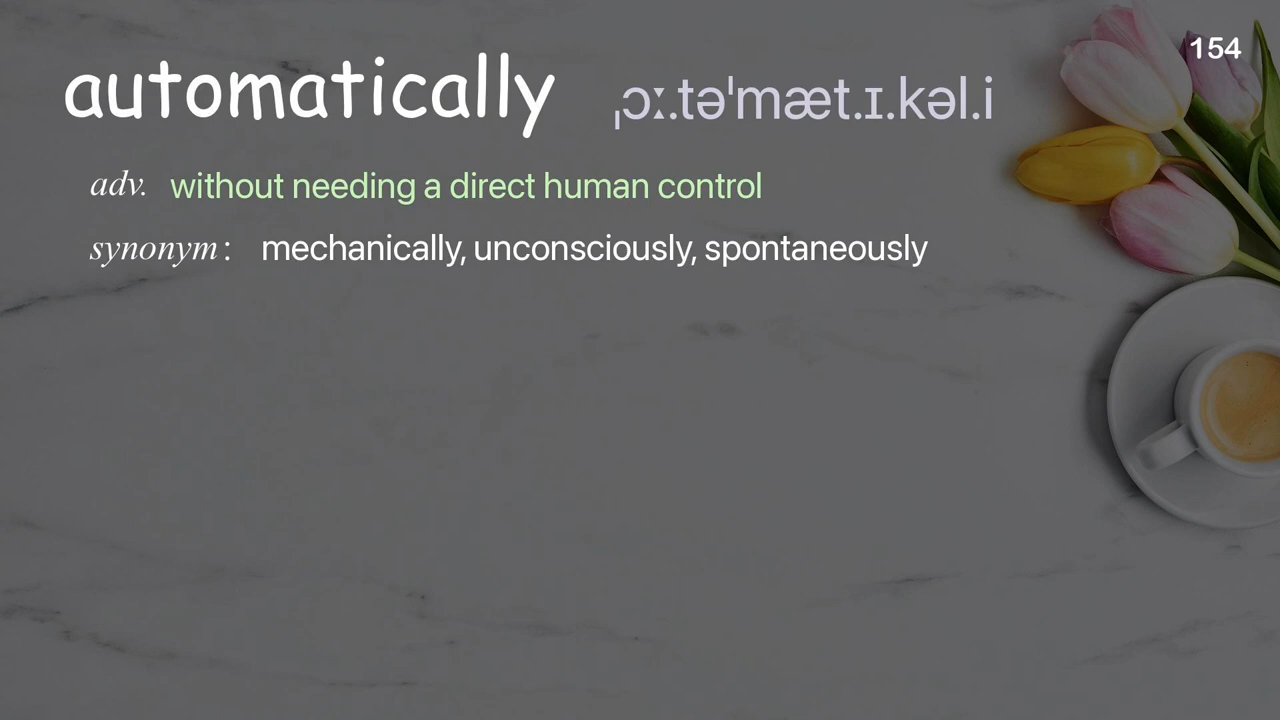 154
automatically ˌɔː.təˈmæt.ɪ.kəl.i
adv. without needing a direct human control
synonym : mechanically, unconsciously, spontaneously